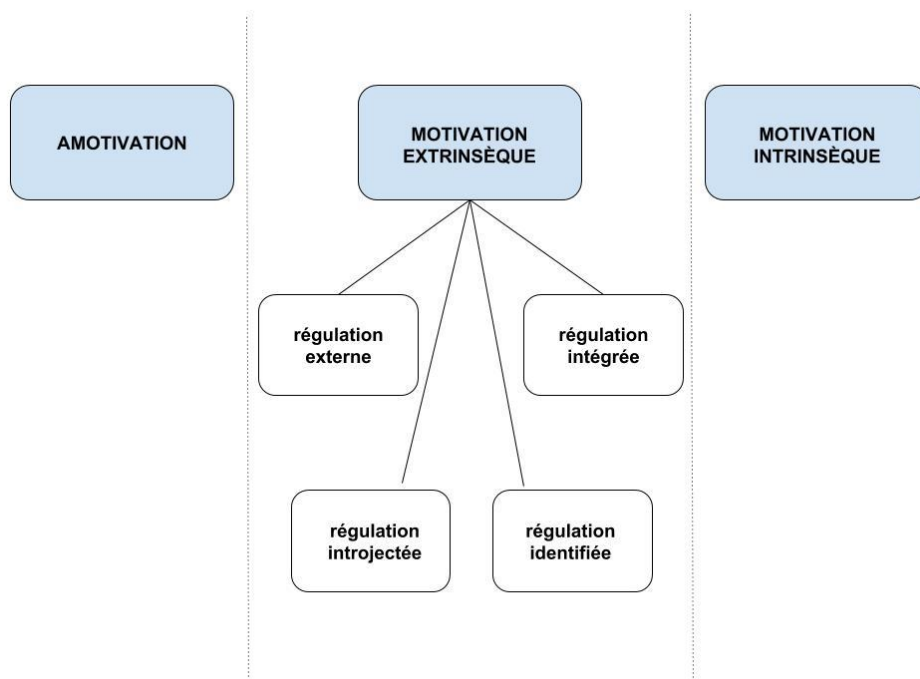 AMOTIVATION
MOTIVATION
EXTRINSÈQUE
MOTIVATION
INTRINSÈQUE
régulation
externe
régulation
intégrée
régulation
introjectée
régulation
identifiée